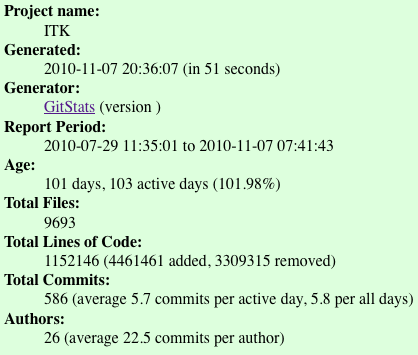 Project name:
ITK
Generated:
2010-11-07 20:36:07 (in 51 seconds)
Generator:
GitStats (version )
Report Period:
2010-07-29 11:35:01 to 2010-11-07 07:41:43
Age:
101 days, 103 active days (101.98%)
Total Files:
9693
Total Lines of Code:
1152146 (4461461 added, 3309315 removed)
Total Commits:
586 (average 5.7 commits per active day, 5.8 per all days)
Authors:
26 (average 22.5 commits per author)